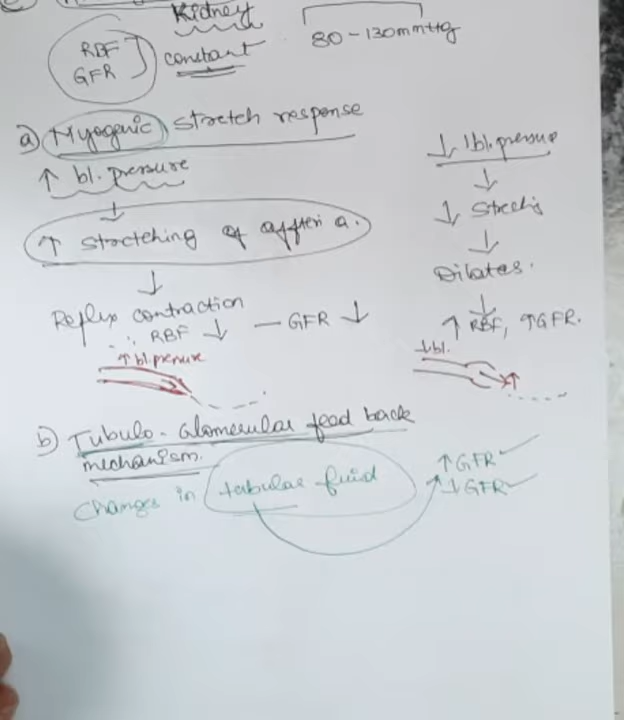 Kidney
RBF
GFR
constant
80-130mmHg
a) Myogenic stretch response
↑ bl. pressure
↓
↑ stretching of affren a.
↓
Reflex contraction
∴ RBF ↓ — GFR ↓
↑ bl. pressure
↓ bl. pressure
↓
↓ Stretch
↓
Dilates.
↓
↑ RBF, ↑GFR.
↓bl.
b) Tubulo-Glomerular feed back
mechanism.
Changes in tubular fluid
↑GFR
↓GFR